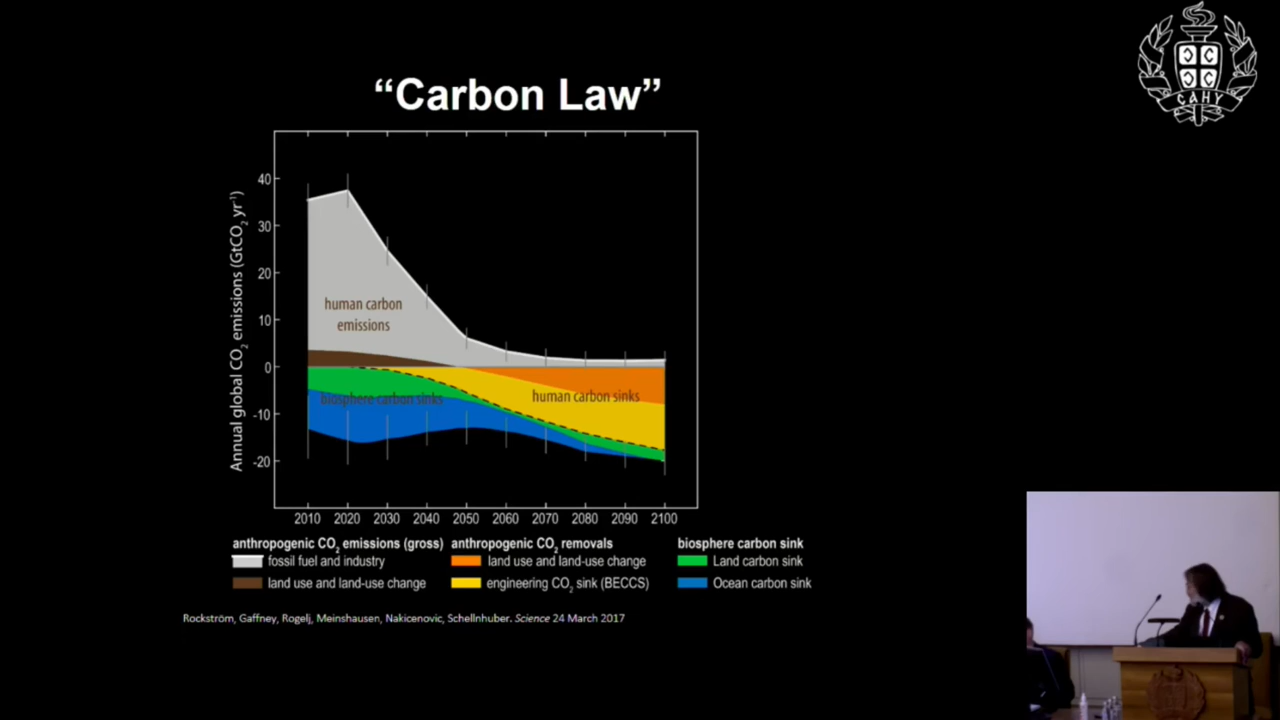 “Carbon Law”
Annual global CO2 emissions (GtCO2 yr-1)
40
30
20
10
0
-10
-20
human carbon
emissions
biosphere carbon sinks
human carbon sinks
2010 2020 2030 2040 2050 2060 2070 2080 2090 2100
anthropogenic CO2 emissions (gross)
fossil fuel and industry
land use and land-use change
anthropogenic CO2 removals
land use and land-use change
engineering CO2 sink (BECCS)
biosphere carbon sink
Land carbon sink
Ocean carbon sink
Rockström, Gaffney, Rogelj, Meinshausen, Nakicenovic, Schellnhuber. Science 24 March 2017
САНУ